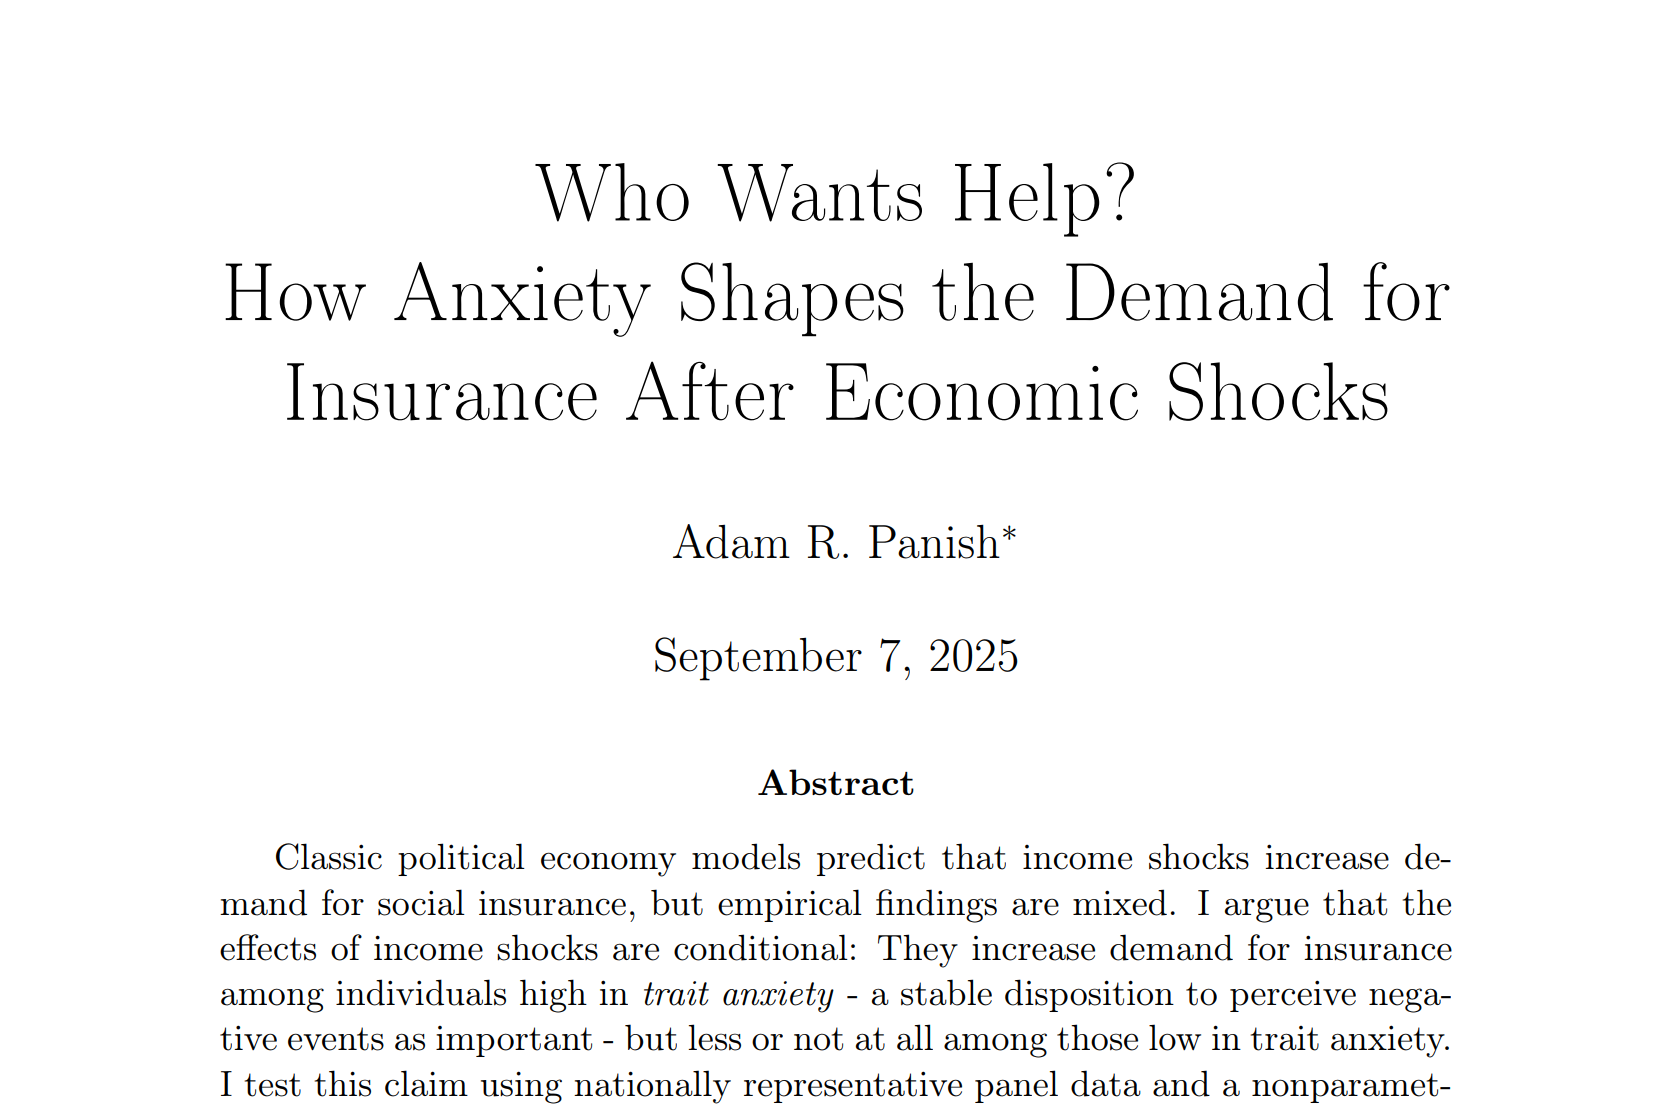 Who Wants Help?
How Anxiety Shapes the Demand for
Insurance After Economic Shocks
Adam R. Panish*
September 7, 2025
Abstract
Classic political economy models predict that income shocks increase de-
mand for social insurance, but empirical findings are mixed. I argue that the
effects of income shocks are conditional: They increase demand for insurance
among individuals high in trait anxiety - a stable disposition to perceive nega-
tive events as important - but less or not at all among those low in trait anxiety.
I test this claim using nationally representative panel data and a nonparamet-